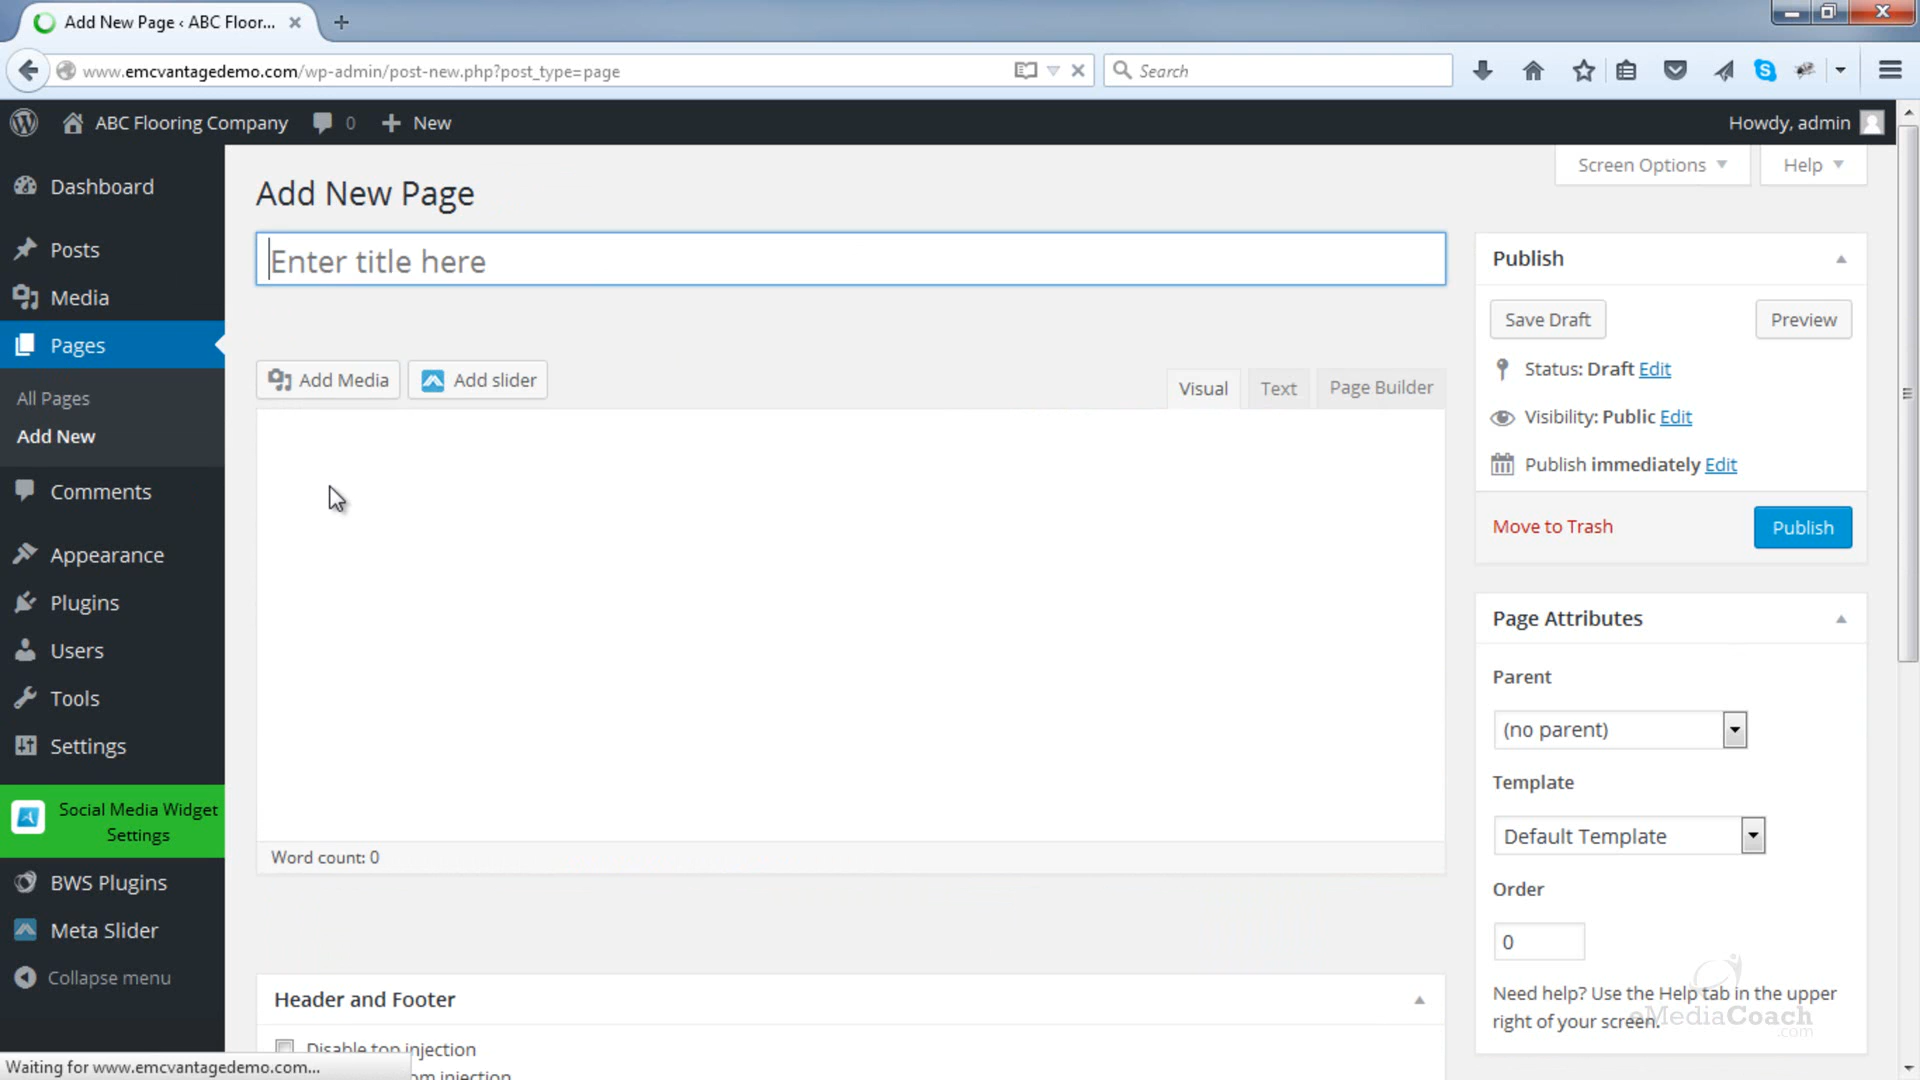 Add New Page ‹ ABC Floor...
www.emcvantagedemo.com/wp-admin/post-new.php?post_type=page
Search
ABC Flooring Company
0
New
Howdy, admin
Screen Options
Help
Dashboard
Posts
Media
Pages
All Pages
Add New
Comments
Appearance
Plugins
Users
Tools
Settings
Social Media Widget
Settings
BWS Plugins
Meta Slider
Collapse menu
Add New Page
Enter title here
Add Media
Add slider
Visual
Text
Page Builder
Word count: 0
Header and Footer
Disable top injection
injection
Publish
Save Draft
Preview
Status: Draft Edit
Visibility: Public Edit
Publish immediately Edit
Move to Trash
Publish
Page Attributes
Parent
(no parent)
Template
Default Template
Order
0
Need help? Use the Help tab in the upper
right of your screen.
eMediaCoach
.com
Waiting for www.emcvantagedemo.com...